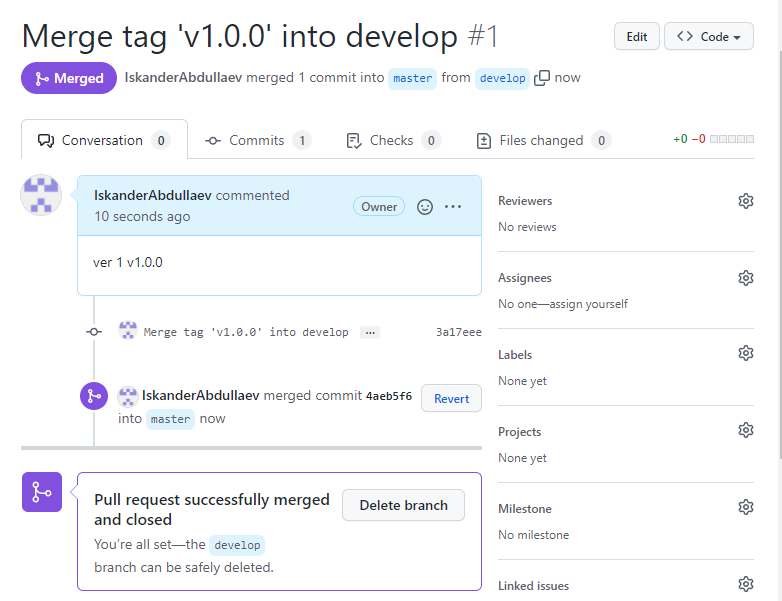 Merge tag 'v1.0.0' into develop #1
Edit
Code
Merged
IskanderAbdullaev merged 1 commit into master from develop now
Conversation 0
Commits 1
Checks 0
Files changed 0
+0 −0
IskanderAbdullaev commented
10 seconds ago
Owner
ver 1 v1.0.0
Merge tag 'v1.0.0' into develop ... 3a17eee
IskanderAbdullaev merged commit 4aeb5f6
into master now
Revert
Pull request successfully merged
and closed
You're all set—the develop
branch can be safely deleted.
Delete branch
Reviewers
No reviews
Assignees
No one—assign yourself
Labels
None yet
Projects
None yet
Milestone
No milestone
Linked issues